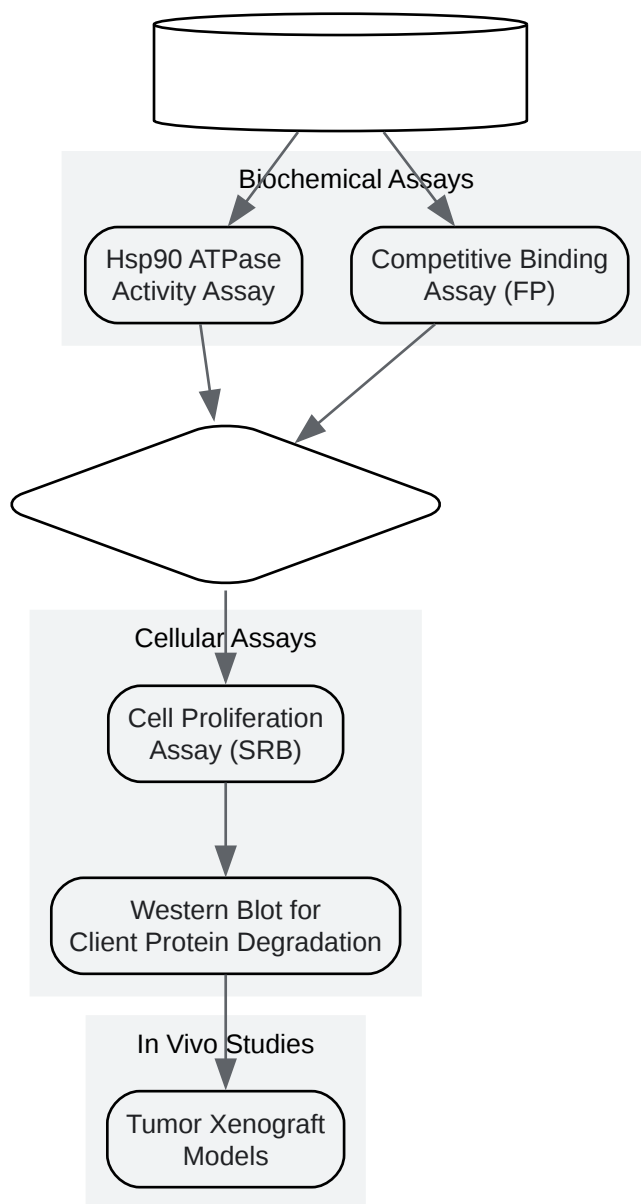 Biochemical Assays
Hsp90 ATPase
Activity Assay
Competitive Binding
Assay (FP)
Cellular Assays
Cell Proliferation
Assay (SRB)
Western Blot for
Client Protein Degradation
In Vivo Studies
Tumor Xenograft
Models